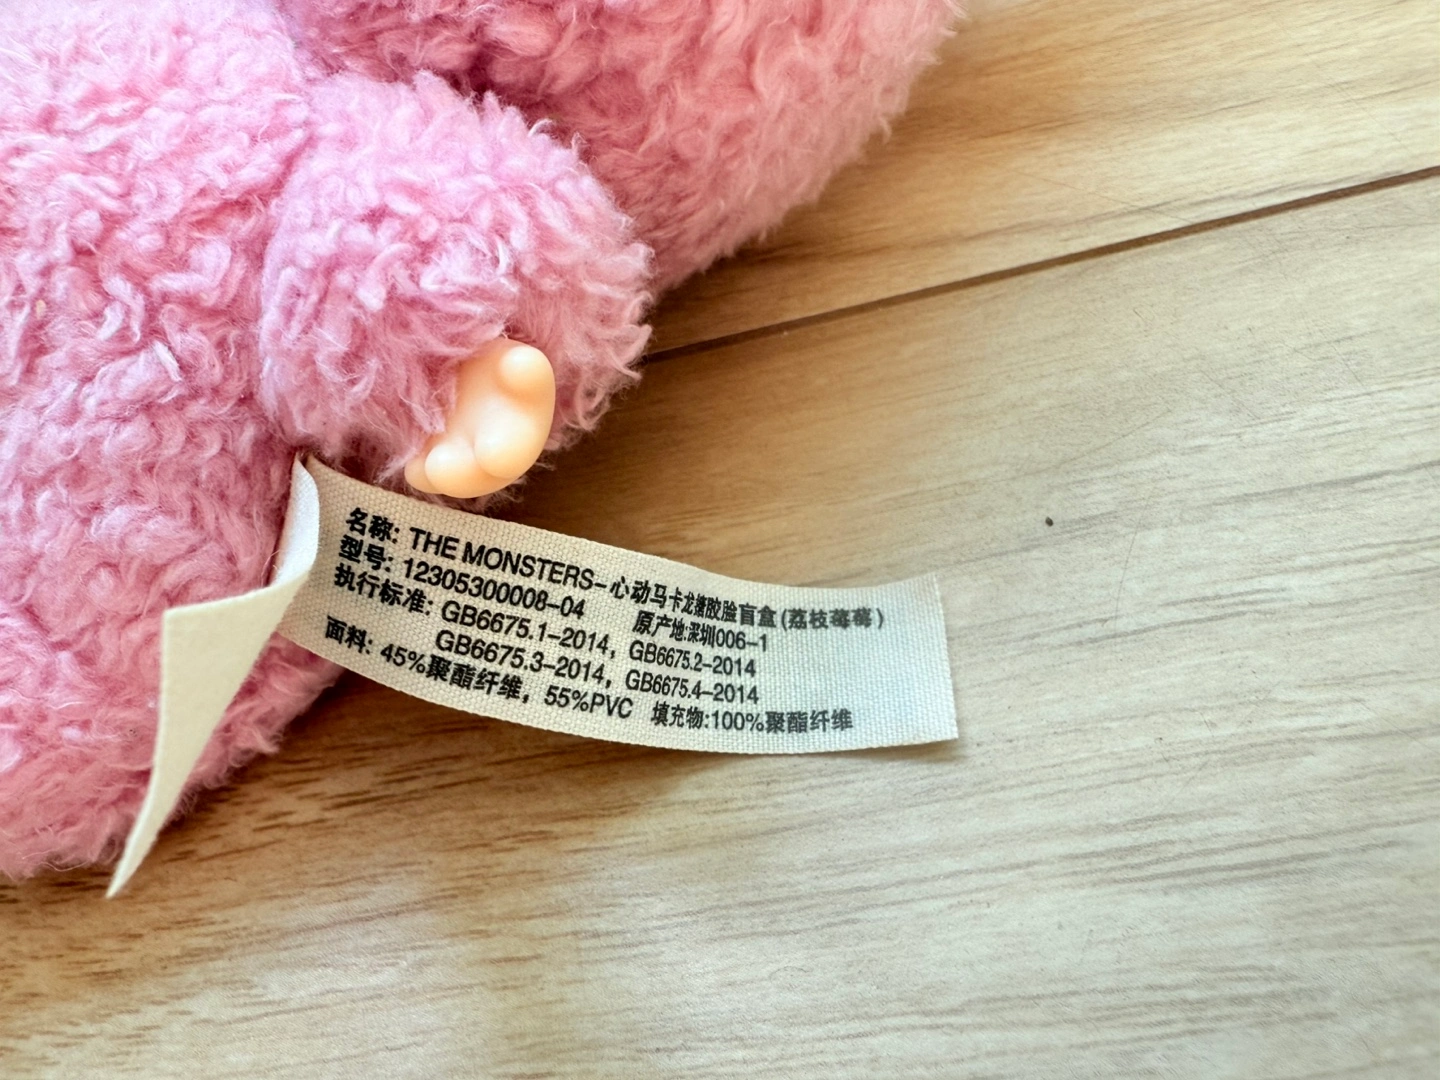 名称: THE MONSTERS-心动马卡龙搪胶脸盲盒(荔枝莓莓)
型号: 12305300008-04 原产地:深圳006-1
执行标准: GB6675.1-2014, GB6675.2-2014
GB6675.3-2014, GB6675.4-2014
面料: 45%聚酯纤维, 55%PVC 填充物:100%聚酯纤维